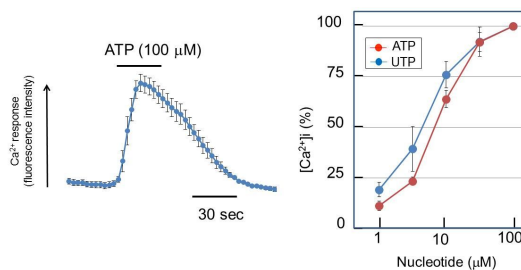 ATP (100 μM)
Ca²⁺ response
(fluorescence intensity)
30 sec
100
75
50
25
0
[Ca²⁺]i (%)
ATP
UTP
1
10
100
Nucleotide (μM)